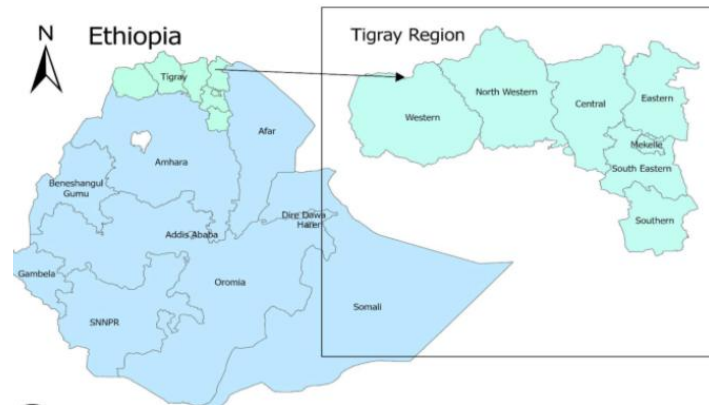 N
Ethiopia
Tigray Region
Tigray
Afar
Amhara
Beneshangul
Gumu
Dire Dawa
Harer
Addis Ababa
Gambela
Oromia
SNNPR
Somali
North Western
Western
Central
Eastern
Mekelle
South Eastern
Southern